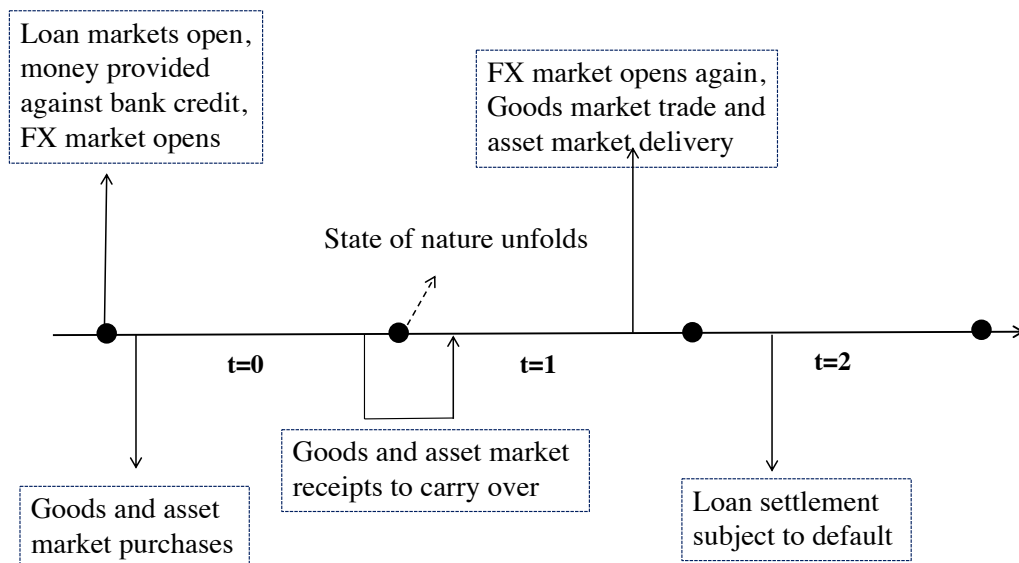 Loan markets open,
money provided
against bank credit,
FX market opens
FX market opens again,
Goods market trade and
asset market delivery
State of nature unfolds
t=0
t=1
t=2
Goods and asset market
receipts to carry over
Goods and asset
market purchases
Loan settlement
subject to default